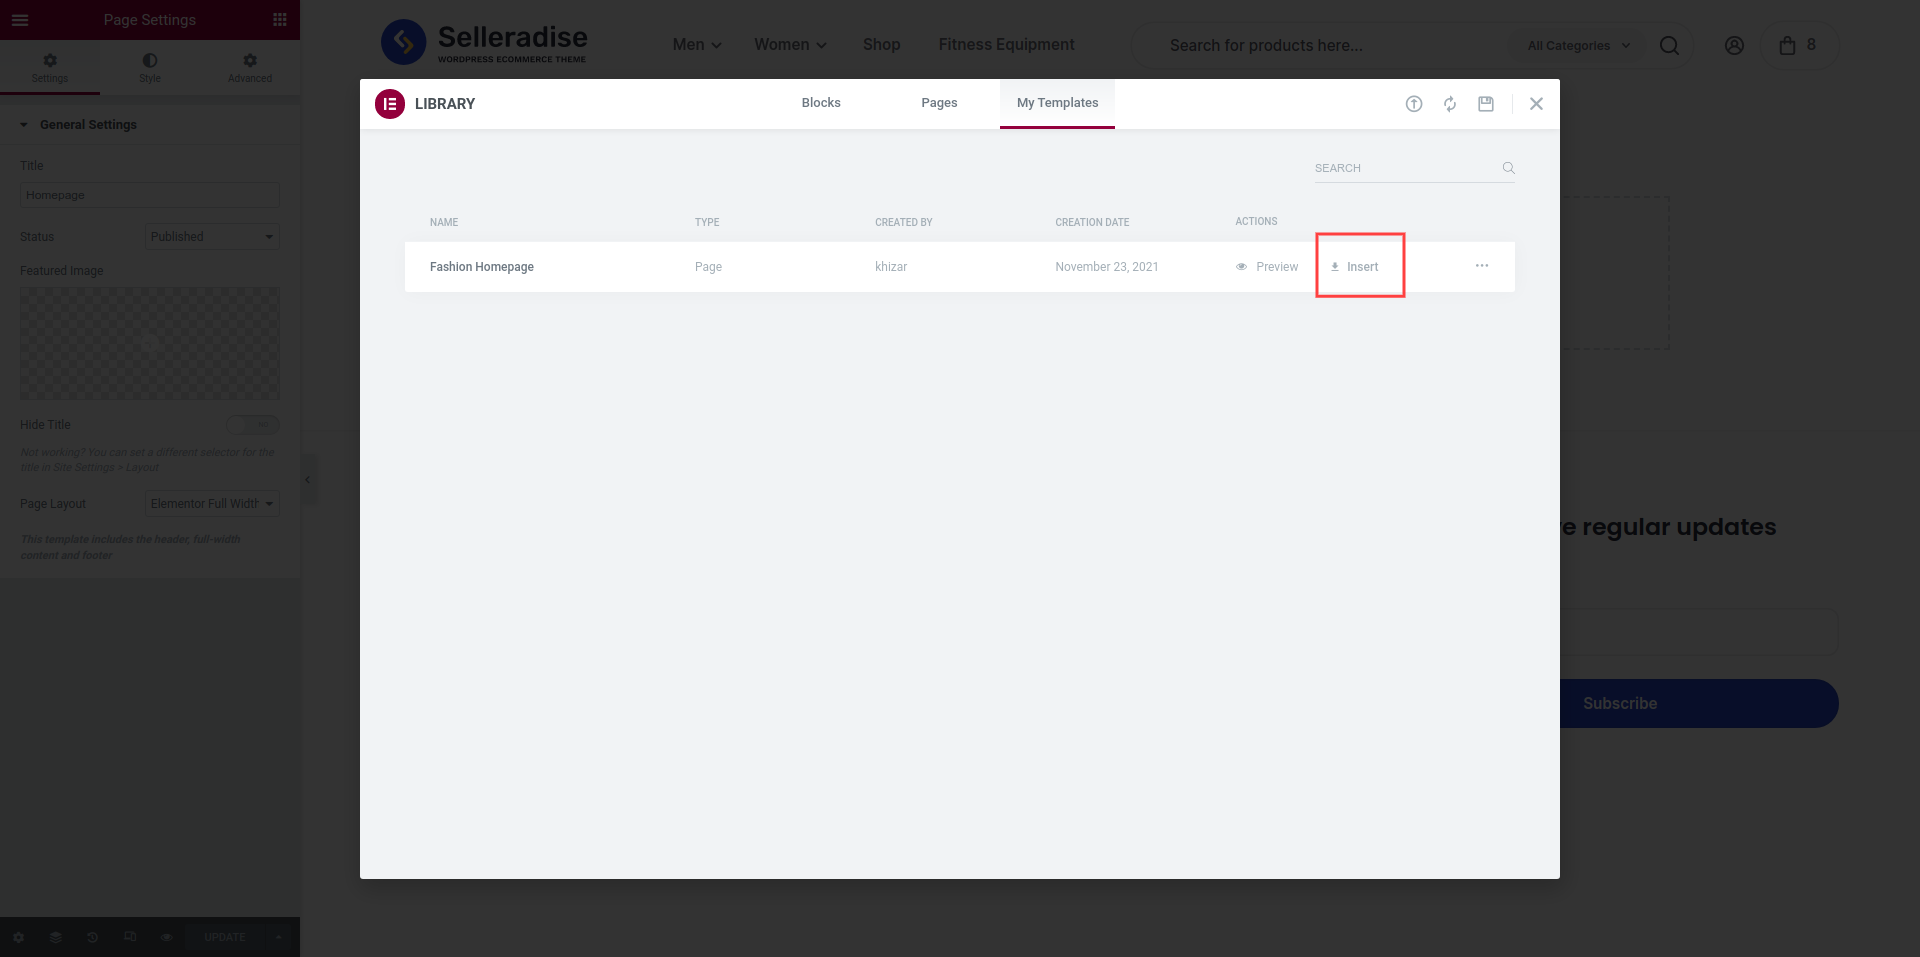 Page Settings
Settings
Style
Advanced
General Settings
Title
Homepage
Status
Published
Featured Image
Hide Title
Not working? You can set a different selector for the
title in Site Settings > Layout
Page Layout
Elementor Full Width
This template includes the header, full-width
content and footer
UPDATE
Selleradise
WORDPRESS ECOMMERCE THEME
Men
Women
Shop
Fitness Equipment
Search for products here...
All Categories
8
LIBRARY
Blocks
Pages
My Templates
SEARCH
NAME
TYPE
CREATED BY
CREATION DATE
ACTIONS
Fashion Homepage
Page
khizar
November 23, 2021
Preview
Insert
regular updates
Subscribe